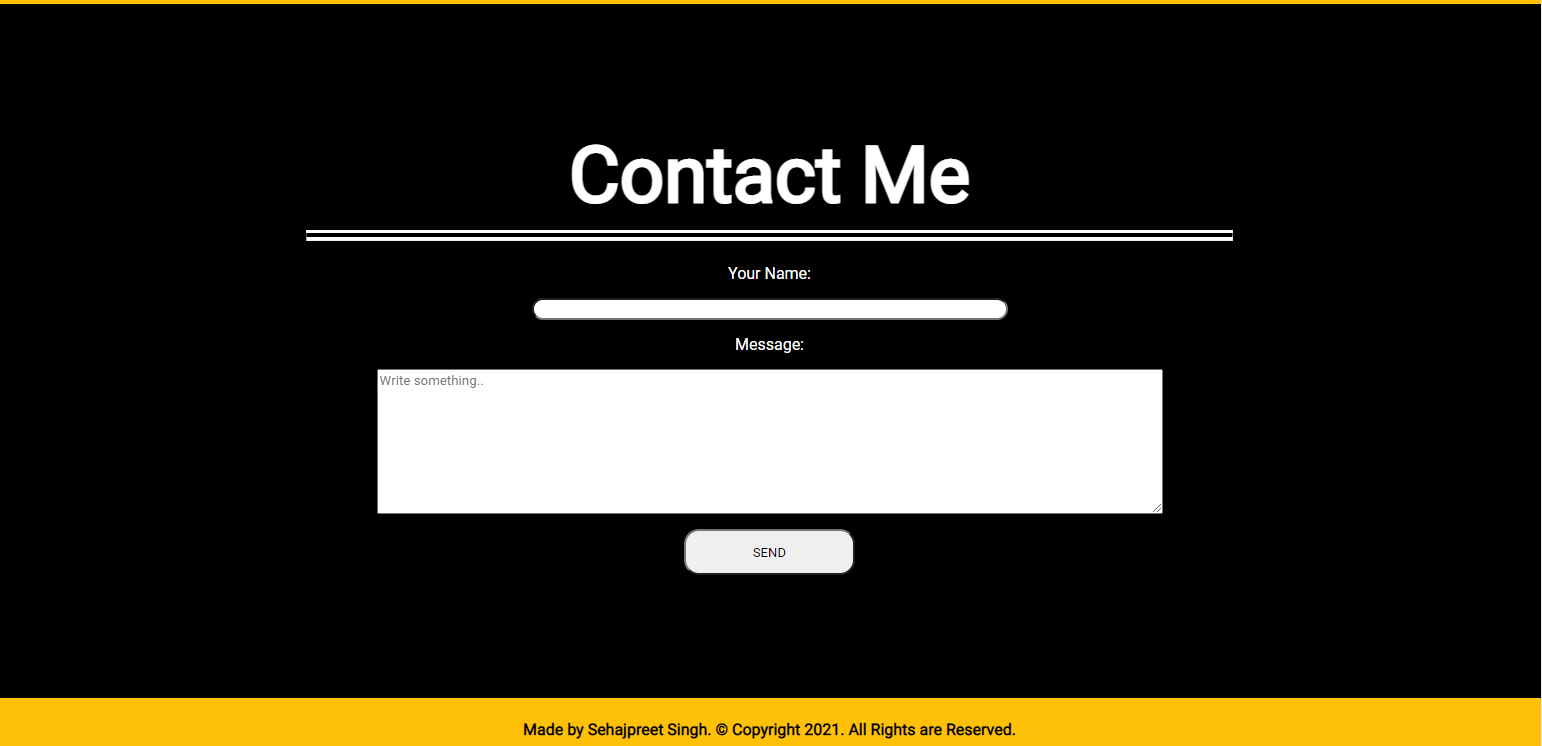 Contact Me
Your Name:
Message:
Write something..
SEND
Made by Sehajpreet Singh. © Copyright 2021. All Rights are Reserved.